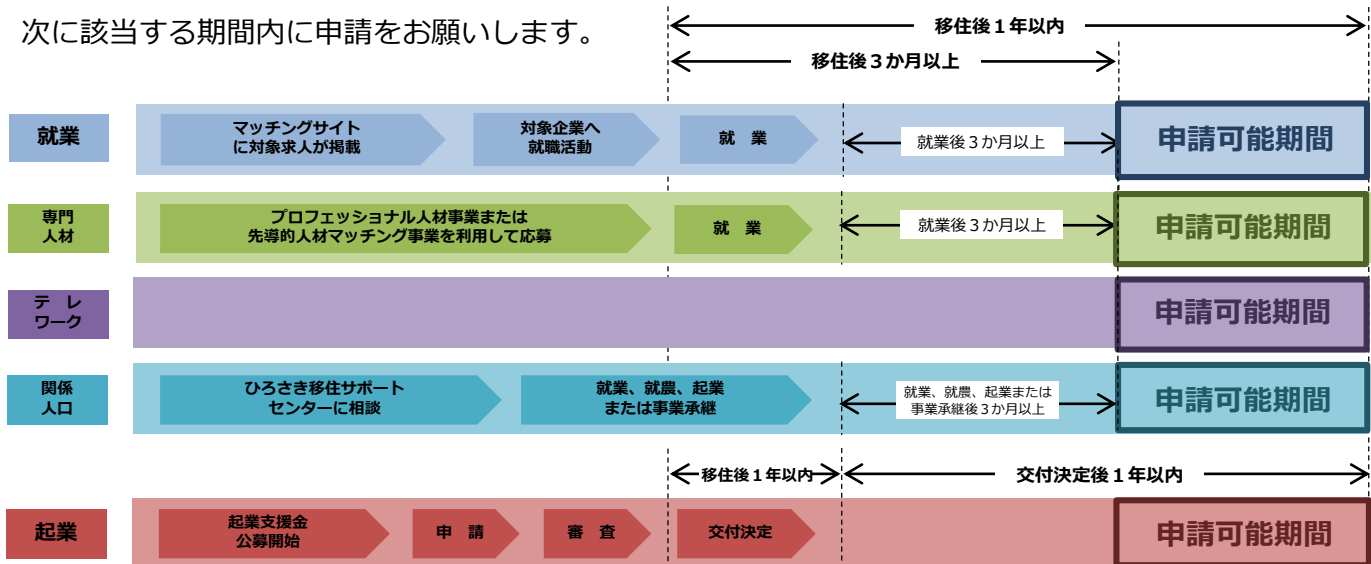 次に該当する期間内に申請をお願いします。
移住後１年以内
移住後３か月以上
就業
マッチングサイト
に対象求人が掲載
対象企業へ
就職活動
就　業
就業後３か月以上
申請可能期間
専門
人材
プロフェッショナル人材事業または
先導的人材マッチング事業を利用して応募
就　業
就業後３か月以上
申請可能期間
テ　レ
ワーク
申請可能期間
関係
人口
ひろさき移住サポート
センターに相談
就業、就農、起業
または事業承継
就業、就農、起業または
事業承継後３か月以上
申請可能期間
移住後１年以内
交付決定後１年以内
起業
起業支援金
公募開始
申　請
審　査
交付決定
申請可能期間